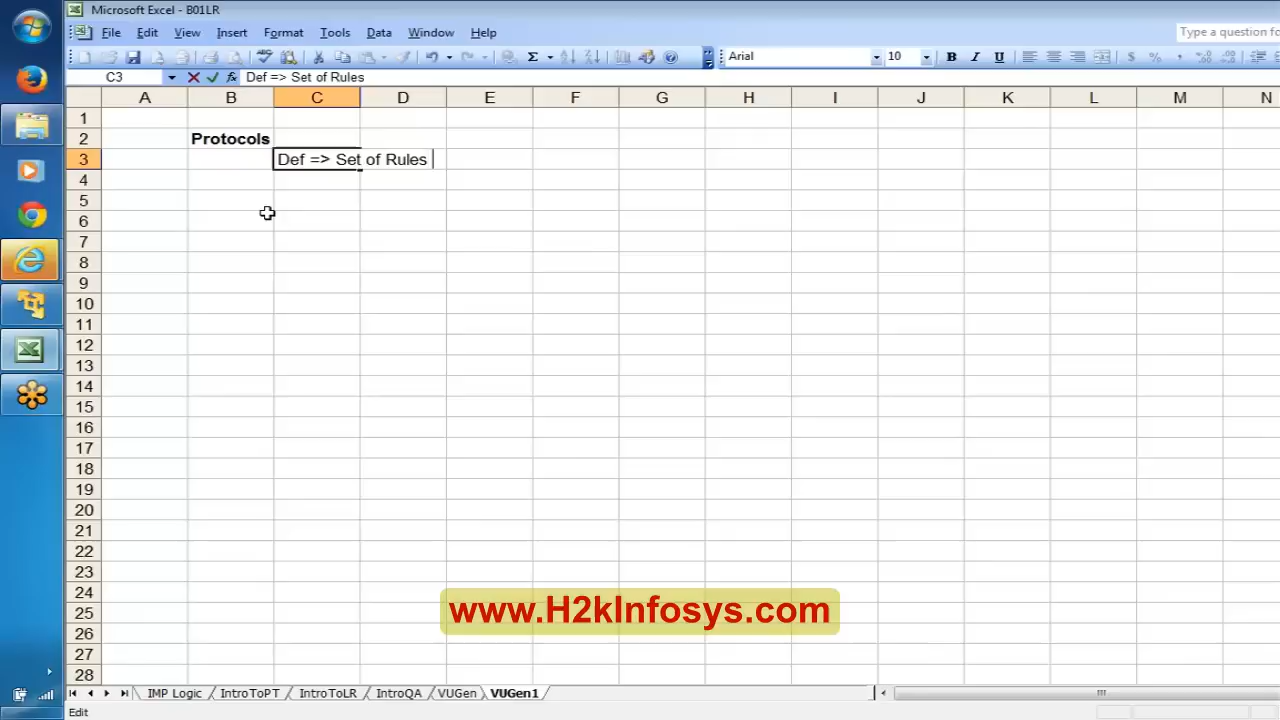 Microsoft Excel - B01LR
File Edit View Insert Format Tools Data Window Help
Type a question fo
Arial 10 B I U $ %
C3 fx Def => Set of Rules
A B C D E F G H I J K L M N
1
2 Protocols
3 Def => Set of Rules
4
5
6
7
8
9
10
11
12
13
14
15
16
17
18
19
20
21
22
23
24
www.H2kInfosys.com
25
26
27
28
IMP Logic IntroToPT IntroToLR IntroQA VUGen VUGen1
Edit